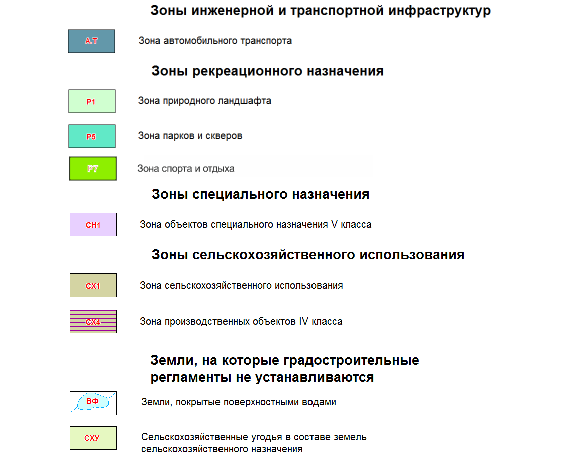 Зоны инженерной и транспортной инфраструктур
А.Т Зона автомобильного транспорта
Зоны рекреационного назначения
Р1 Зона природного ландшафта
Р6 Зона парков и скверов
Зона спорта и отдыха
Зоны специального назначения
СН1 Зона объектов специального назначения V класса
Зоны сельскохозяйственного использования
СХ1 Зона сельскохозяйственного использования
СХ4 Зона производственных объектов IV класса
Земли, на которые градостроительные
регламенты не устанавливаются
ВФ Земли, покрытые поверхностными водами
СХУ Сельскохозяйственные угодья в составе земель
сельскохозяйственного назначения